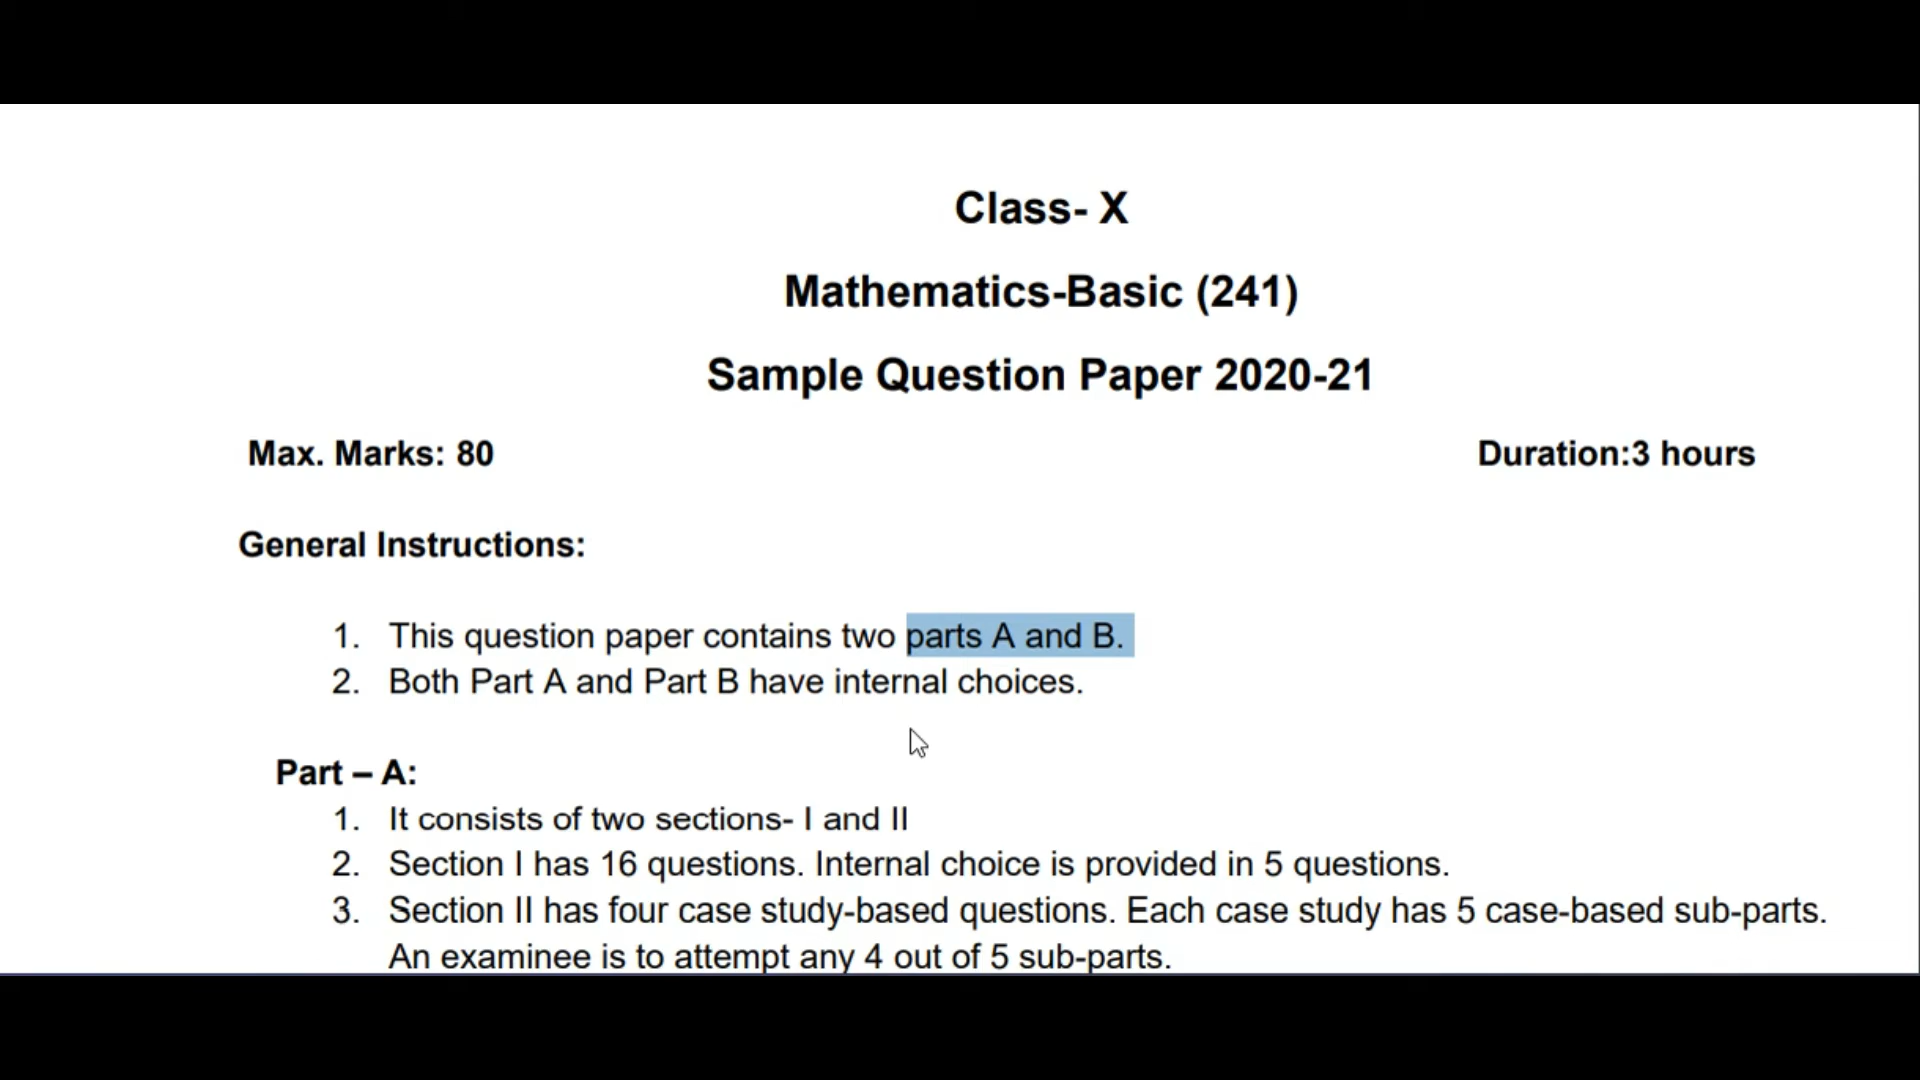 Class- X
Mathematics-Basic (241)
Sample Question Paper 2020-21
Max. Marks: 80 Duration:3 hours
General Instructions:
1. This question paper contains two parts A and B.
2. Both Part A and Part B have internal choices.
Part – A:
1. It consists of two sections- I and II
2. Section I has 16 questions. Internal choice is provided in 5 questions.
3. Section II has four case study-based questions. Each case study has 5 case-based sub-parts.
An examinee is to attempt any 4 out of 5 sub-parts.